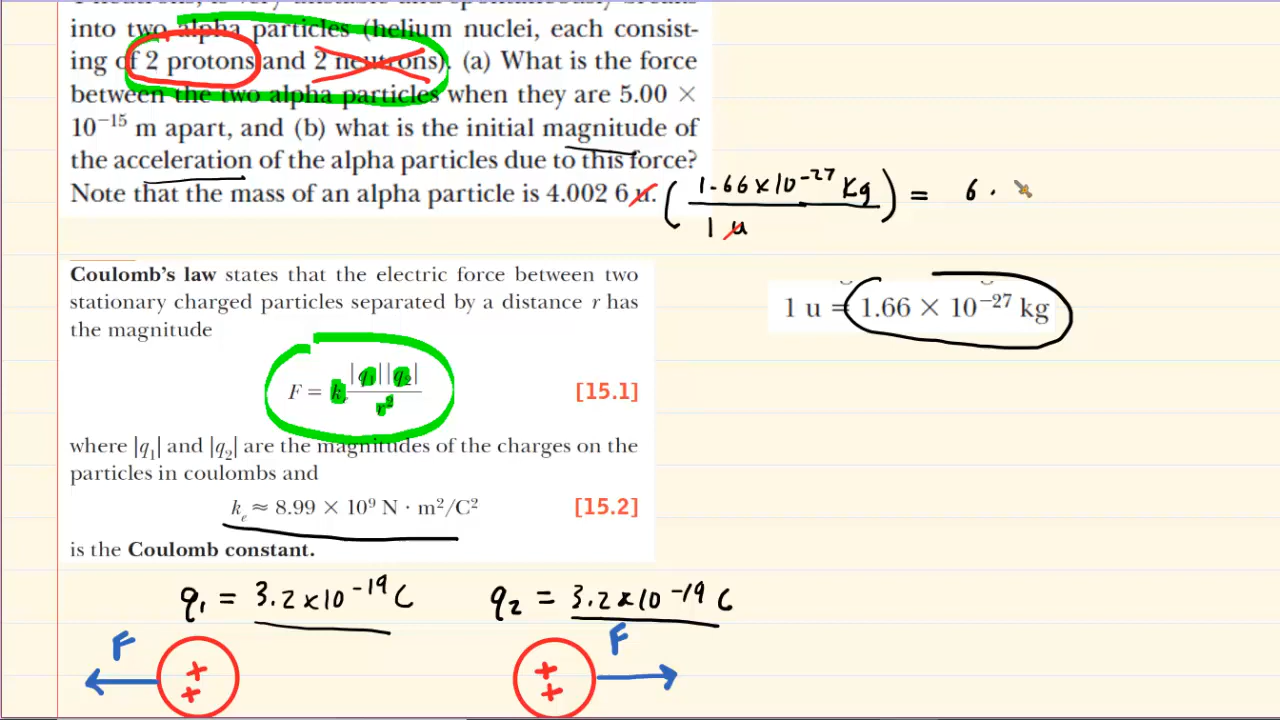 into two alpha particles (helium nuclei, each consist-
ing of 2 protons and 2 neutrons). (a) What is the force
between the two alpha particles when they are 5.00 ×
10⁻¹⁵ m apart, and (b) what is the initial magnitude of
the acceleration of the alpha particles due to this force?
Note that the mass of an alpha particle is 4.002 6 u. (1.66×10⁻²⁷ Kg / 1 u) = 6.
1 u = 1.66 × 10⁻²⁷ kg
Coulomb's law states that the electric force between two
stationary charged particles separated by a distance r has
the magnitude
F = kₑ |q₁||q₂| / r² [15.1]
where |q₁| and |q₂| are the magnitudes of the charges on the
particles in coulombs and
kₑ ≈ 8.99 × 10⁹ N · m²/C² [15.2]
is the Coulomb constant.
q₁ = 3.2×10⁻¹⁹ C q₂ = 3.2×10⁻¹⁹ C
F F
+ +
+ +